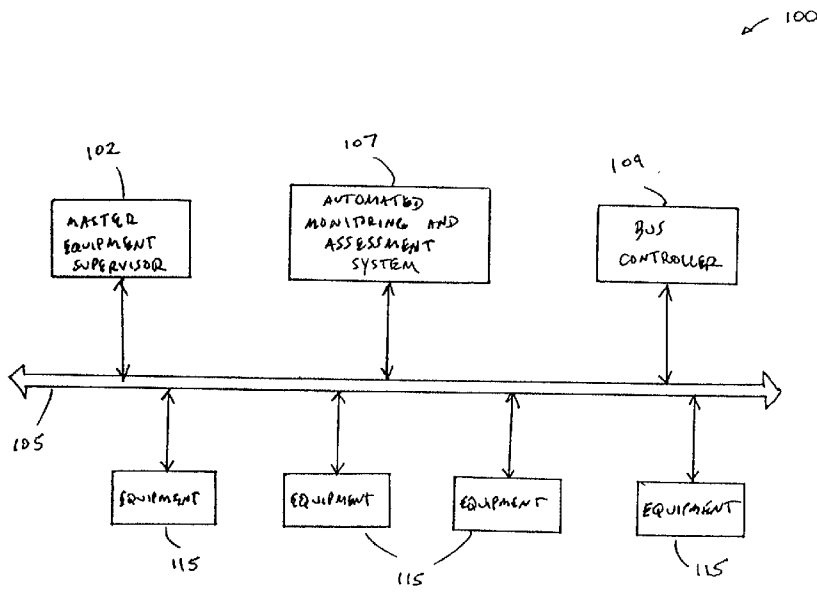 100
102
107
109
MASTER
EQUIPMENT
SUPERVISOR
AUTOMATED
MONITORING AND
ASSESSMENT
SYSTEM
BUS
CONTROLLER
105
EQUIPMENT
EQUIPMENT
EQUIPMENT
EQUIPMENT
115
115
115